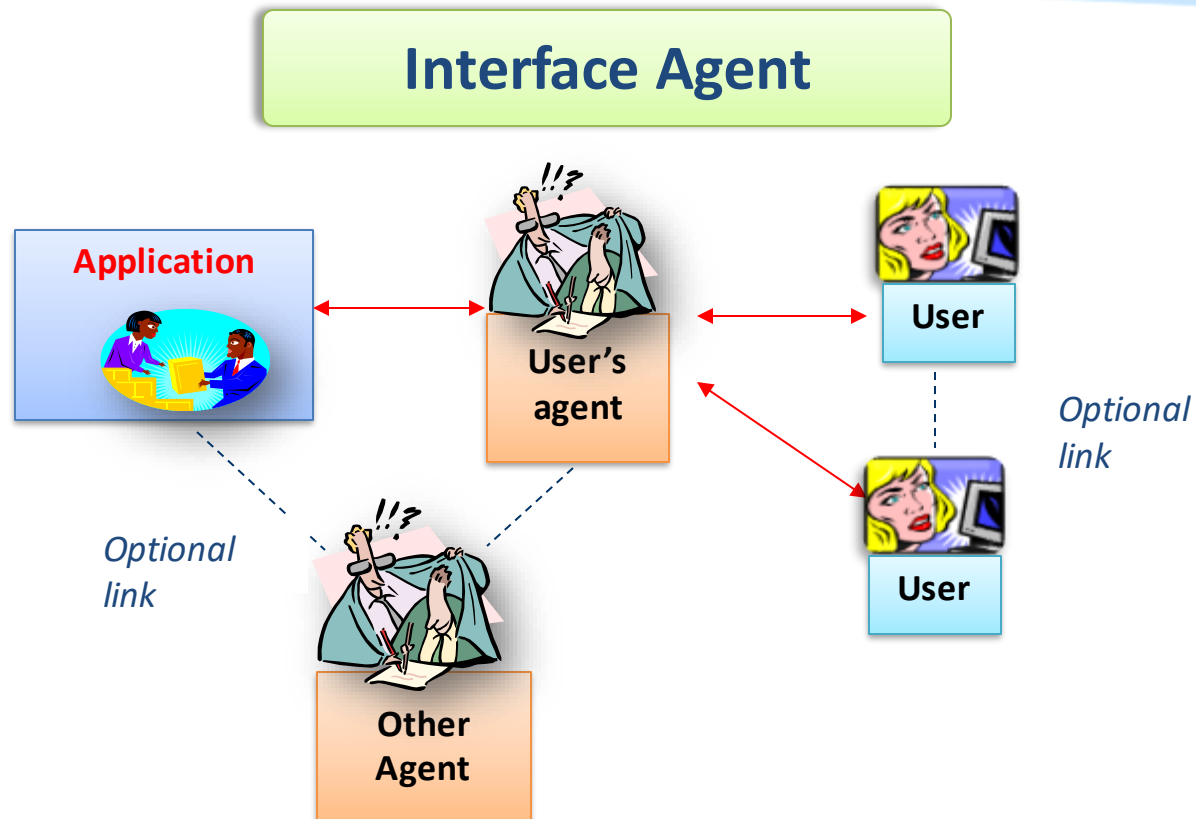 Interface Agent
!!?
Application
User's
agent
User
Optional
link
Optional
link
!!?
User
Other
Agent